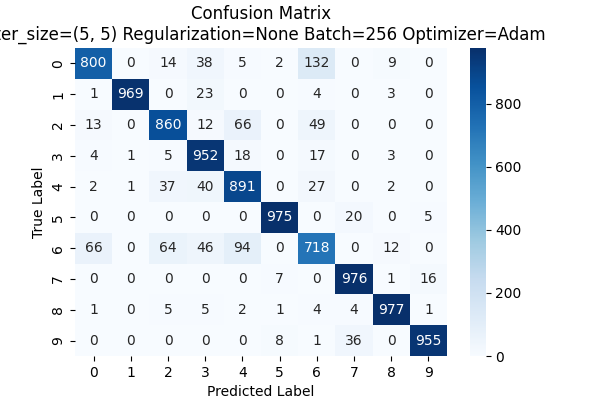 Confusion Matrix
ter_size=(5, 5) Regularization=None Batch=256 Optimizer=Adam
True Label
0 800 0 14 38 5 2 132 0 9 0
1 1 969 0 23 0 0 4 0 3 0
2 13 0 860 12 66 0 49 0 0 0
3 4 1 5 952 18 0 17 0 3 0
4 2 1 37 40 891 0 27 0 2 0
5 0 0 0 0 0 975 0 20 0 5
6 66 0 64 46 94 0 718 0 12 0
7 0 0 0 0 0 7 0 976 1 16
8 1 0 5 5 2 1 4 4 977 1
9 0 0 0 0 0 8 1 36 0 955
0 1 2 3 4 5 6 7 8 9
Predicted Label
800
600
400
200
0